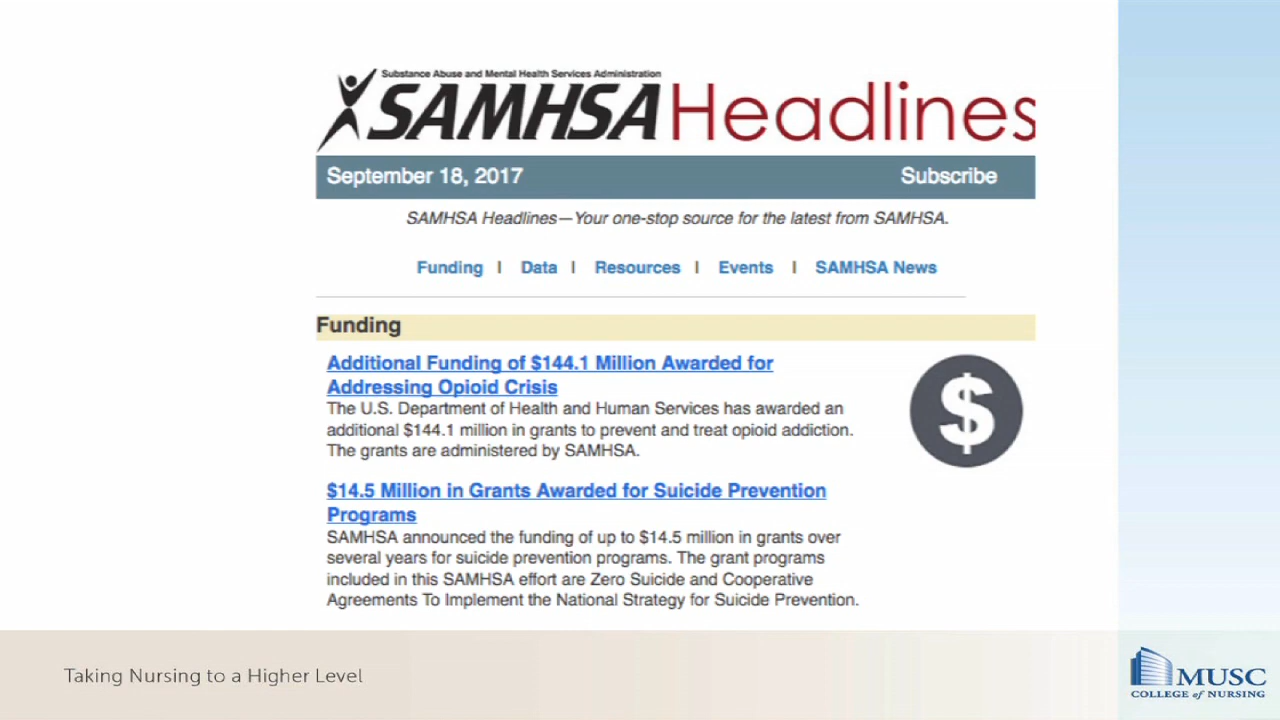 Substance Abuse and Mental Health Services Administration
SAMHSA Headlines
September 18, 2017 Subscribe
SAMHSA Headlines—Your one-stop source for the latest from SAMHSA.
Funding | Data | Resources | Events | SAMHSA News
Funding
Additional Funding of $144.1 Million Awarded for
Addressing Opioid Crisis
The U.S. Department of Health and Human Services has awarded an
additional $144.1 million in grants to prevent and treat opioid addiction.
The grants are administered by SAMHSA.
$
$14.5 Million in Grants Awarded for Suicide Prevention
Programs
SAMHSA announced the funding of up to $14.5 million in grants over
several years for suicide prevention programs. The grant programs
included in this SAMHSA effort are Zero Suicide and Cooperative
Agreements To Implement the National Strategy for Suicide Prevention.
Taking Nursing to a Higher Level
MUSC
COLLEGE of NURSING